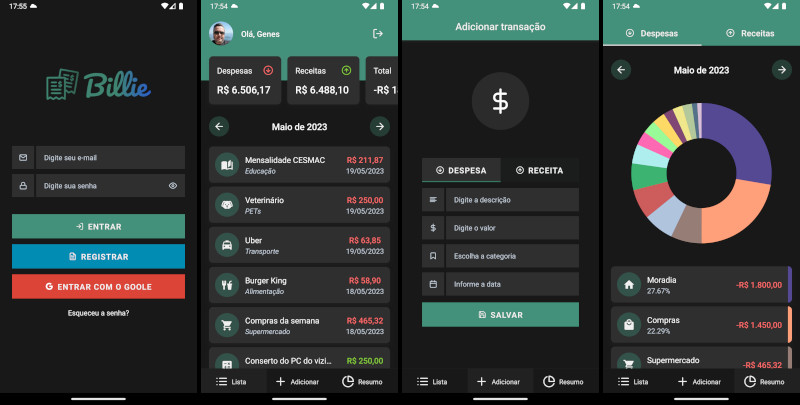 17:55
Billie
Digite seu e-mail
Digite sua senha
ENTRAR
REGISTRAR
G ENTRAR COM O GOOLE
Esqueceu a senha?
17:54
Olá, Genes
Despesas
R$ 6.506,17
Receitas
R$ 6.488,10
Total
-R$ 1
Maio de 2023
Mensalidade CESMAC R$ 211,87
Educação 19/05/2023
Veterinário R$ 250,00
PETs 19/05/2023
Uber R$ 63,85
Transporte 19/05/2023
Burger King R$ 58,90
Alimentação 18/05/2023
Compras da semana R$ 465,32
Supermercado 18/05/2023
Conserto do PC do vizi... R$ 250,00
Lista Adicionar Resumo
17:54
Adicionar transação
$
DESPESA RECEITA
Digite a descrição
$ Digite o valor
Escolha a categoria
Informe a data
SALVAR
Lista Adicionar Resumo
17:54
Despesas Receitas
Maio de 2023
Moradia -R$ 1.800,00
27.67%
Compras -R$ 1.450,00
22.29%
Supermercado -R$ 465,32
Lista Adicionar Resumo